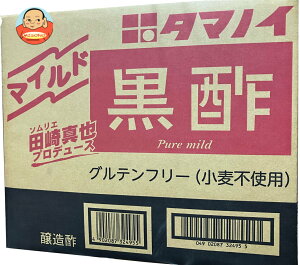 タマノイ
マイルド
黒酢
Pure mild
ソムリエ
田崎真也
プロデュース
グルテンフリー（小麦不使用）
醸造酢